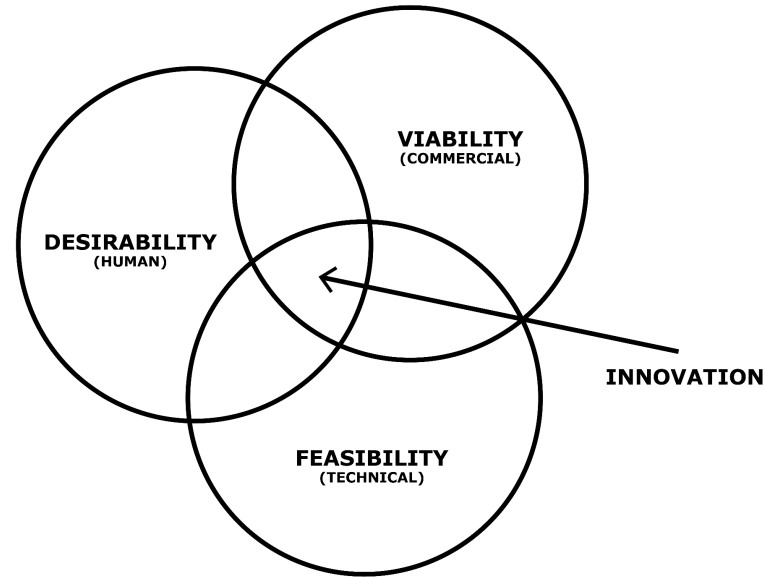 VIABILITY
(COMMERCIAL)
DESIRABILITY
(HUMAN)
INNOVATION
FEASIBILITY
(TECHNICAL)